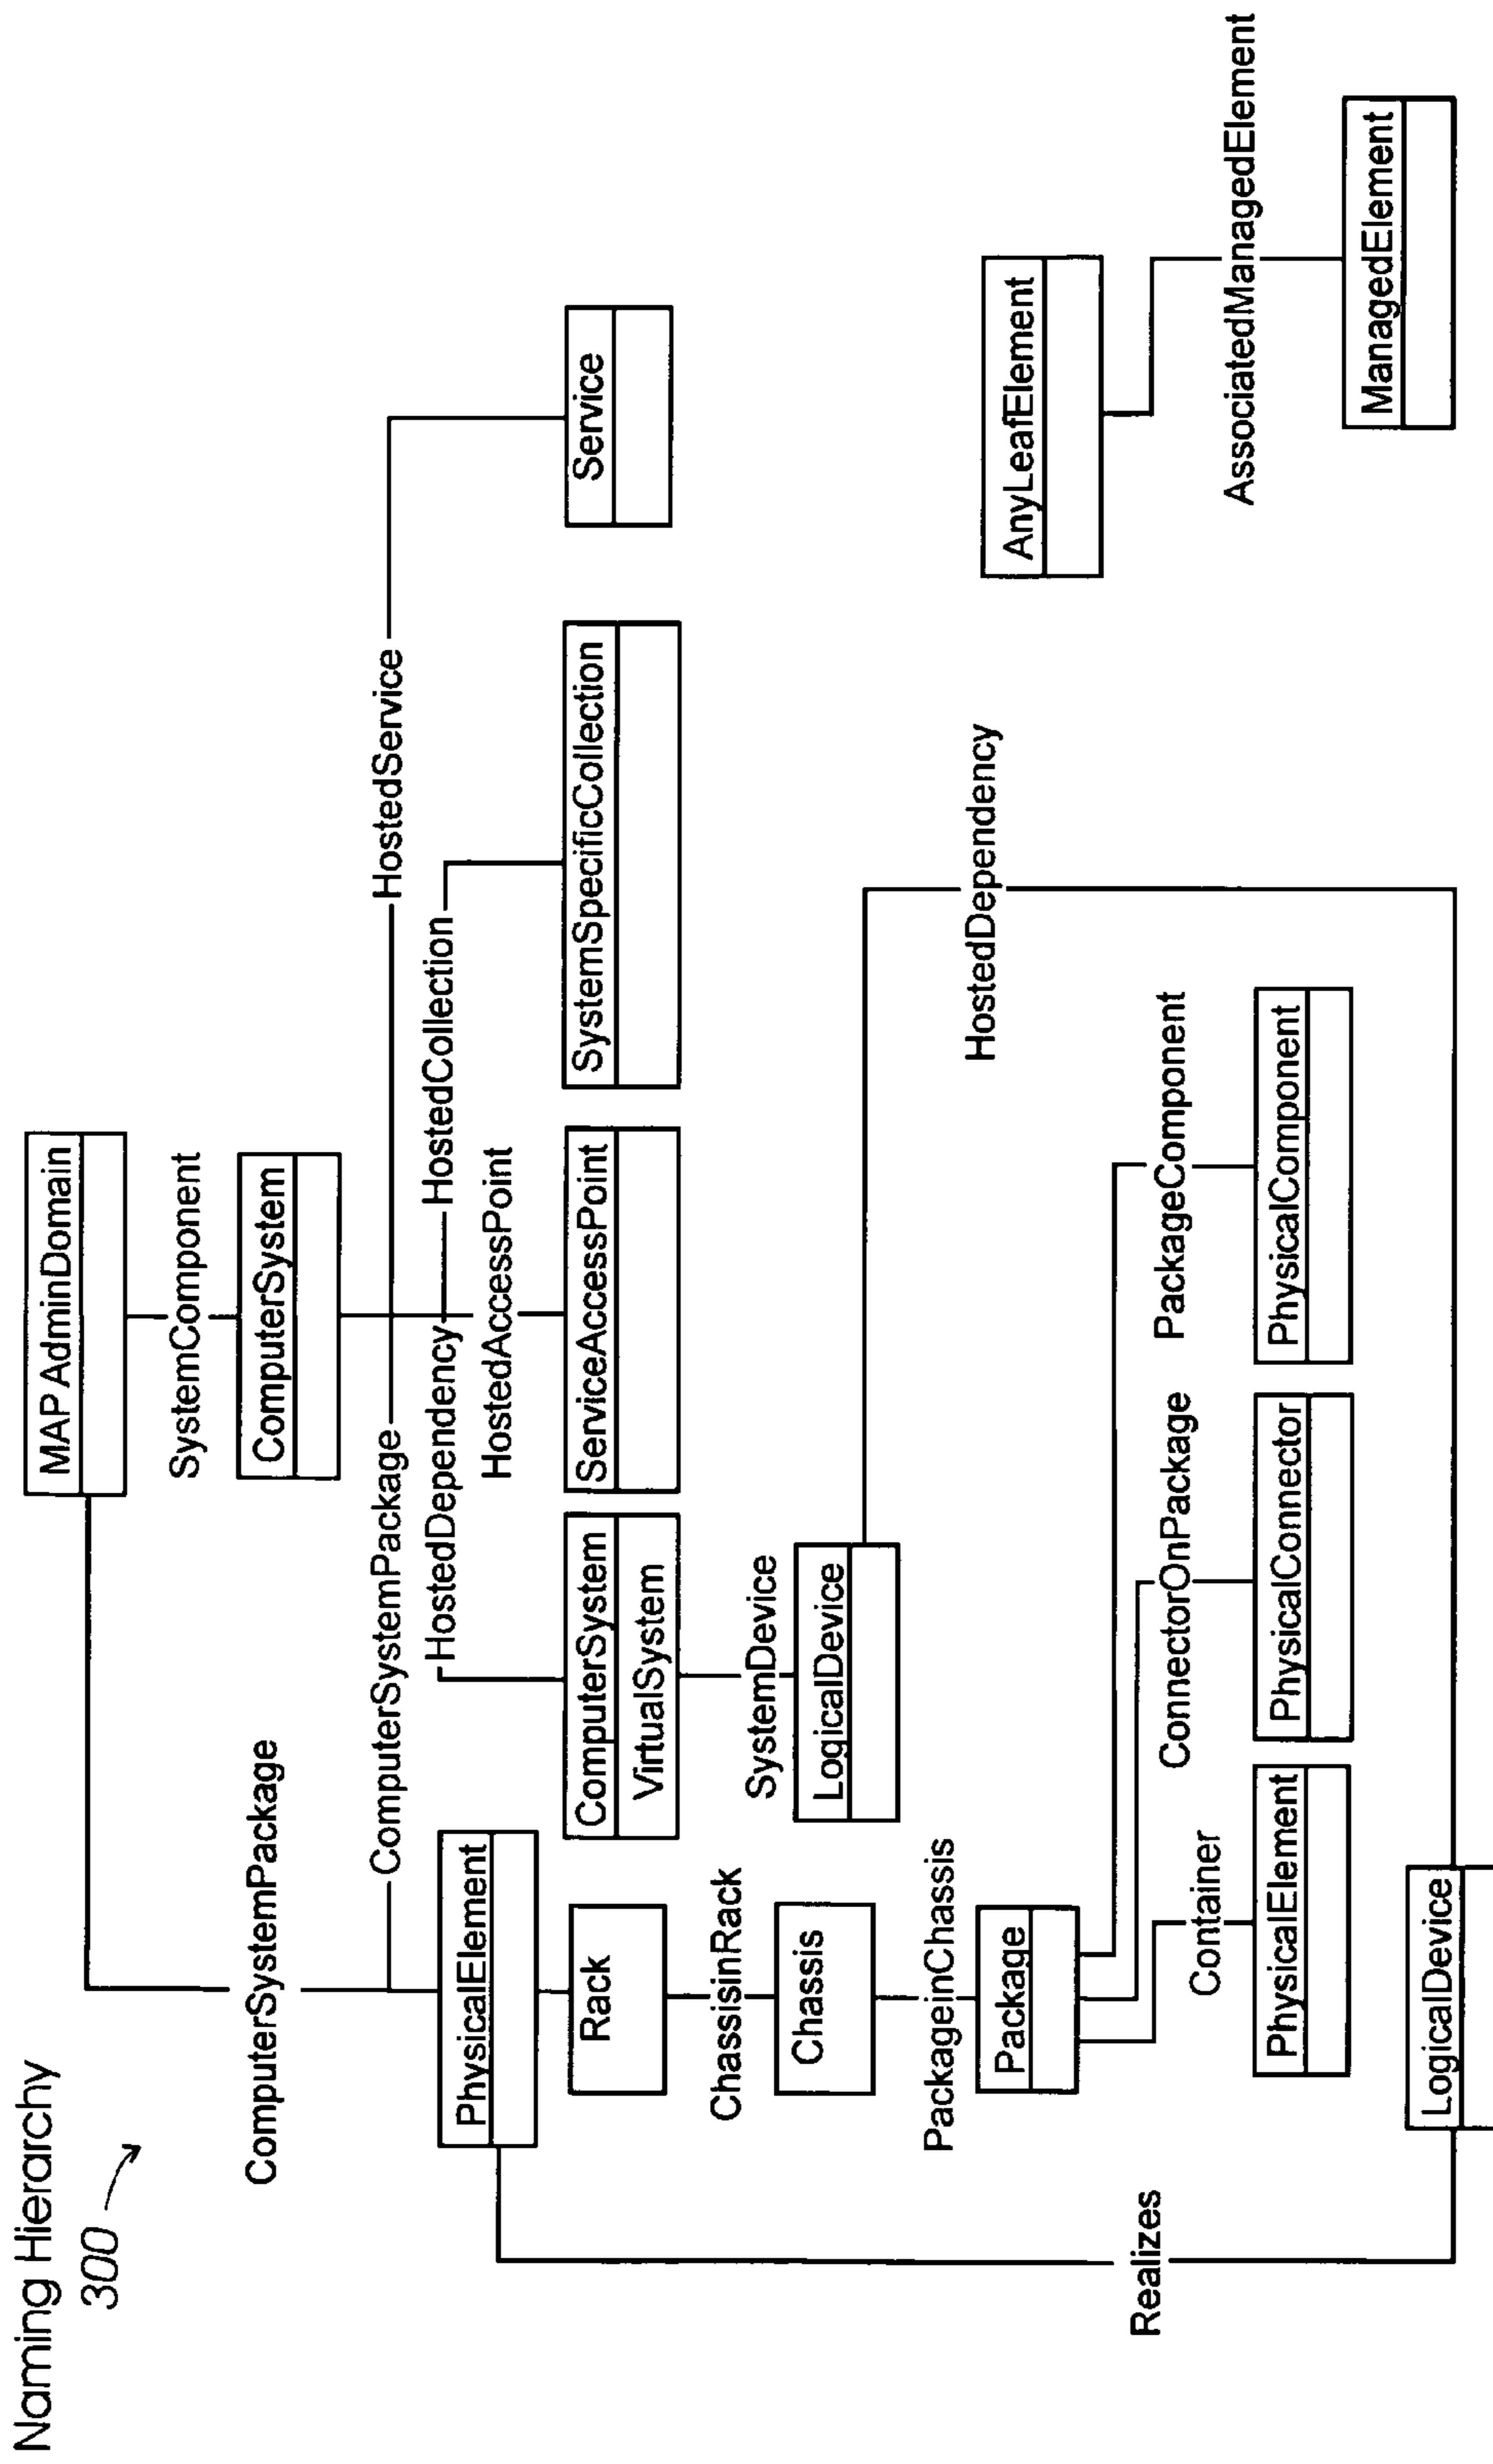 Naming Hierarchy
300
MAP AdminDomain
SystemComponent
ComputerSystemPackage
ComputerSystem
ComputerSystemPackage
HostedService
HostedDependency
HostedCollection
HostedAccessPoint
PhysicalElement
Rack
ComputerSystem
VirtualSystem
ServiceAccessPoint
SystemSpecificCollection
Service
ChassisinRack
SystemDevice
Chassis
LogicalDevice
PackageinChassis
HostedDependency
Package
AnyLeafElement
Realizes
Container
ConnectorOnPackage
PackageComponent
AssociatedManagedElement
PhysicalElement
PhysicalConnector
PhysicalComponent
ManagedElement
LogicalDevice